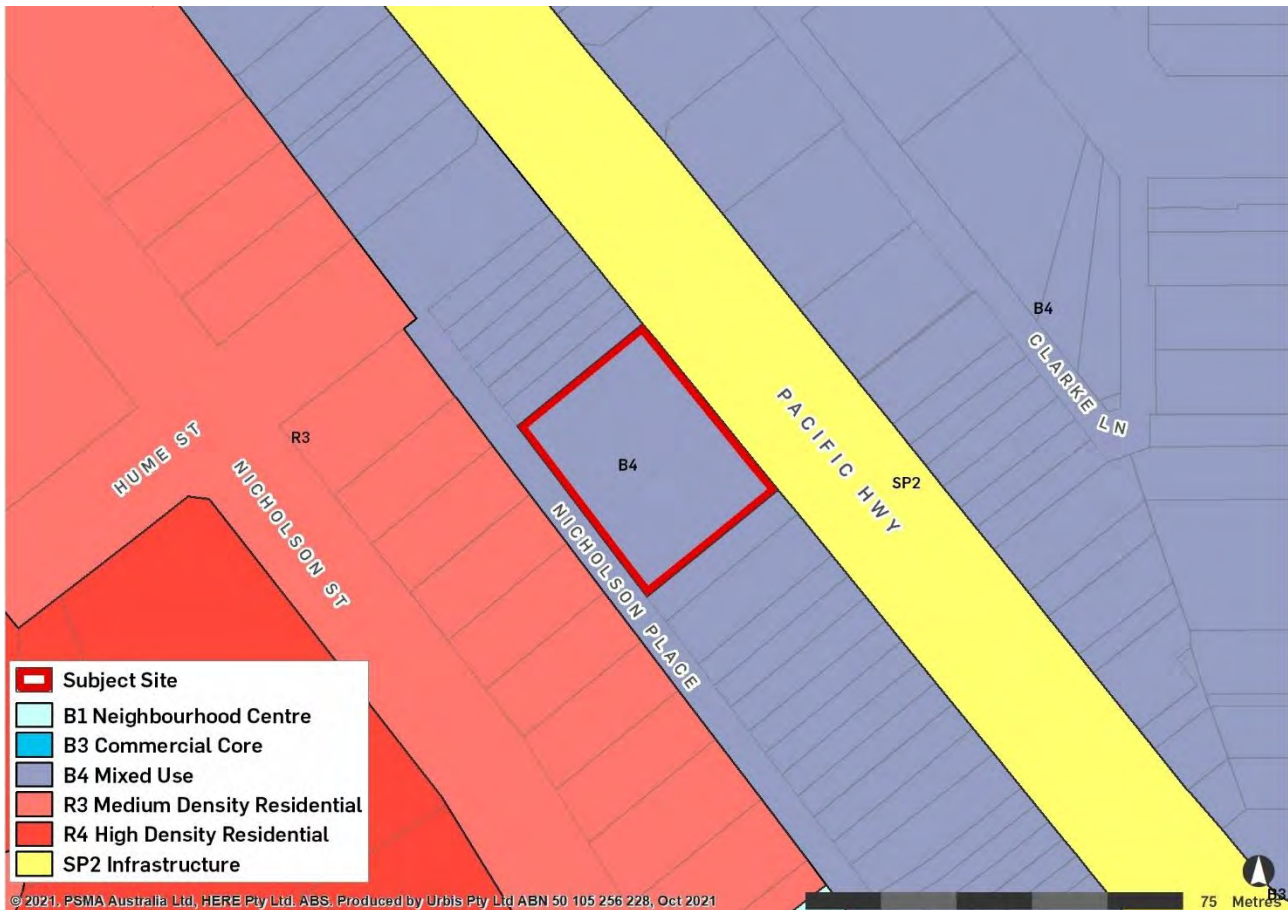 B4
CLARKE LN
PACIFIC HWY
SP2
HUME ST
R3
NICHOLSON ST
B4
NICHOLSON PLACE
Subject Site
B1 Neighbourhood Centre
B3 Commercial Core
B4 Mixed Use
R3 Medium Density Residential
R4 High Density Residential
SP2 Infrastructure
B3
75 Metres
© 2021. PSMA Australia Ltd, HERE Pty Ltd. ABS. Produced by Urbis Pty Ltd ABN 50 105 256 228, Oct 2021